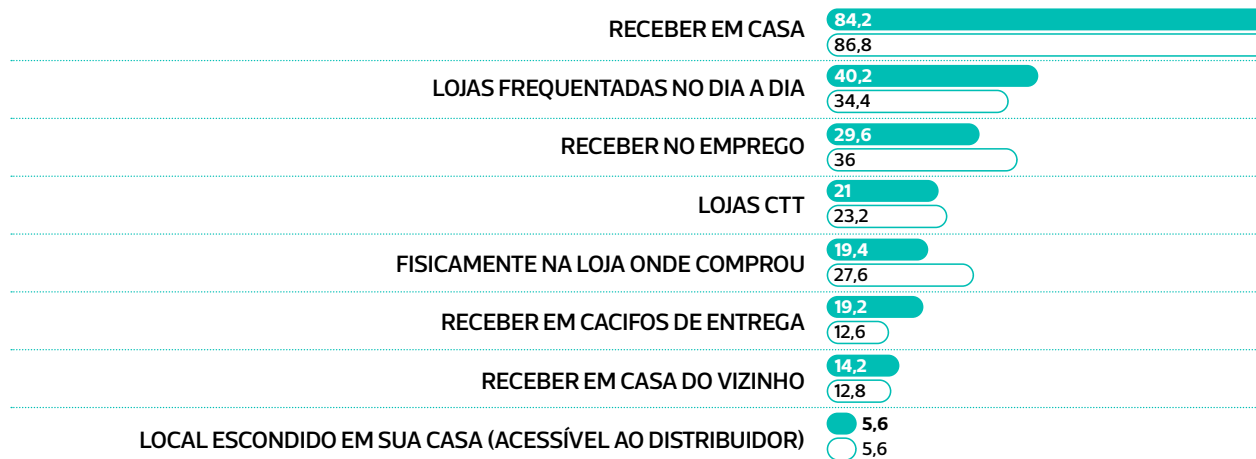 RECEBER EM CASA
84,2
86,8
LOJAS FREQUENTADAS NO DIA A DIA
40,2
34,4
RECEBER NO EMPREGO
29,6
36
LOJAS CTT
21
23,2
FISICAMENTE NA LOJA ONDE COMPROU
19,4
27,6
RECEBER EM CACIFOS DE ENTREGA
19,2
12,6
RECEBER EM CASA DO VIZINHO
14,2
12,8
LOCAL ESCONDIDO EM SUA CASA (ACESSÍVEL AO DISTRIBUIDOR)
5,6
5,6